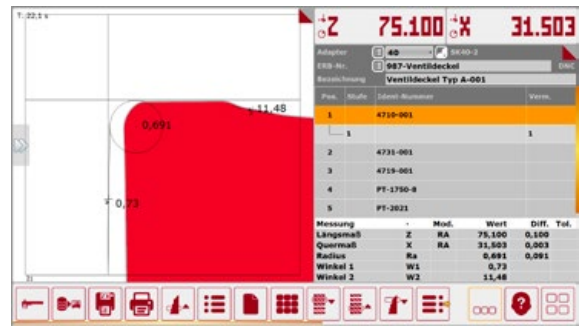 T: 22,1 s
Z 75.100 X 31.503
Adapter 40 SK40-2
ERB-Nr. 987-Ventildeckel DNC
Bezeichnung Ventildeckel Typ A-001
Pos. Stufe Ident-Nummer Verm.
1 4710-001
1 1
2 4731-001
3 4719-001
4 PT-1750-8
5 PT-2021
11,48
0,691
0,73
Messung - Mod. Wert Diff. Tol.
Längsmaß Z RA 75,100 0,100
Quermaß X RA 31,503 0,003
Radius Ra 0,691 0,091
Winkel 1 W1 0,73
Winkel 2 W2 11,48